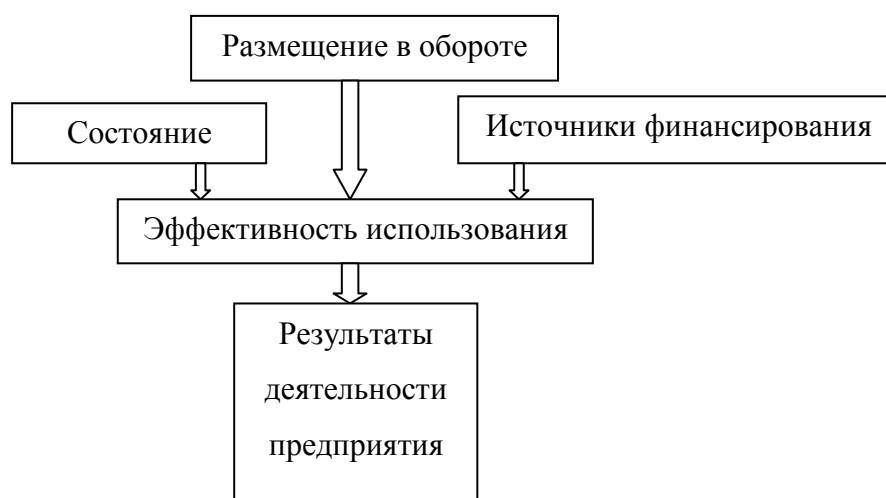 Размещение в обороте
Состояние
Источники финансирования
Эффективность использования
Результаты
деятельности
предприятия